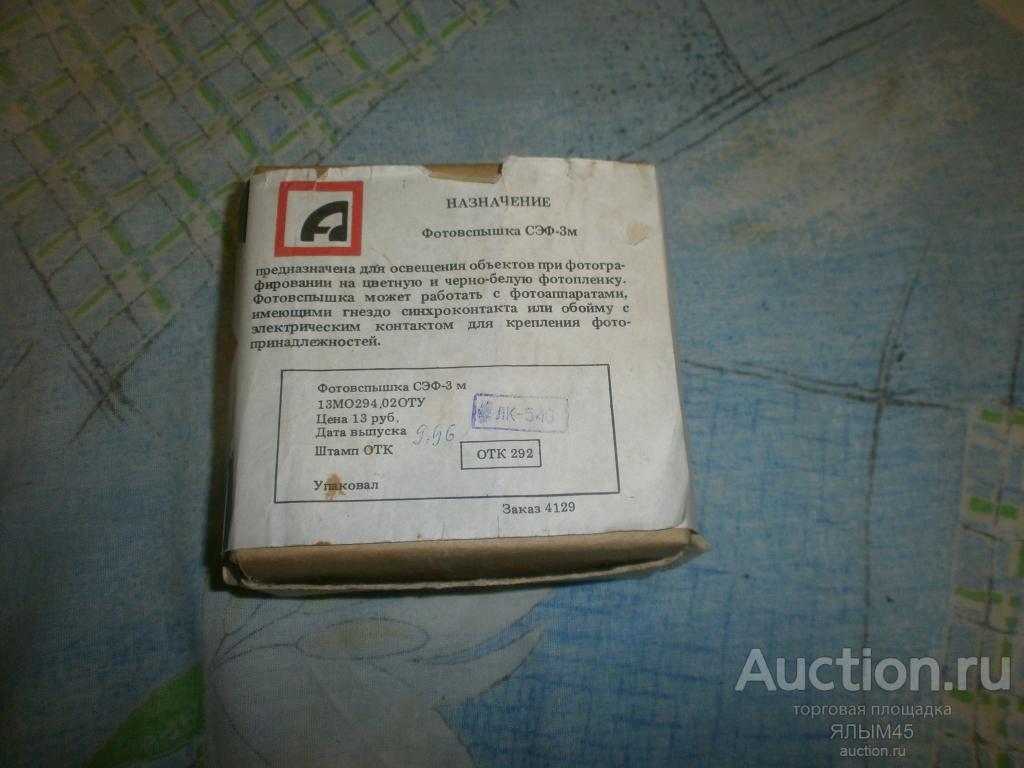 НАЗНАЧЕНИЕ
Фотовспышка СЭФ-3м
предназначена для освещения объектов при фотогра-
фировании на цветную и черно-белую фотопленку.
Фотовспышка может работать с фотоаппаратами,
имеющими гнездо синхроконтакта или обойму с
электрическим контактом для крепления фото-
принадлежностей.
Фотовспышка СЭФ-3 м
13МО294,02ОТУ
Цена 13 руб.
ЛК-540
Дата выпуска
Штамп ОТК
ОТК 292
Упаковал
Заказ 4129
Auction.ru
торговая площадка
ЯЛЫМ45
auction.ru